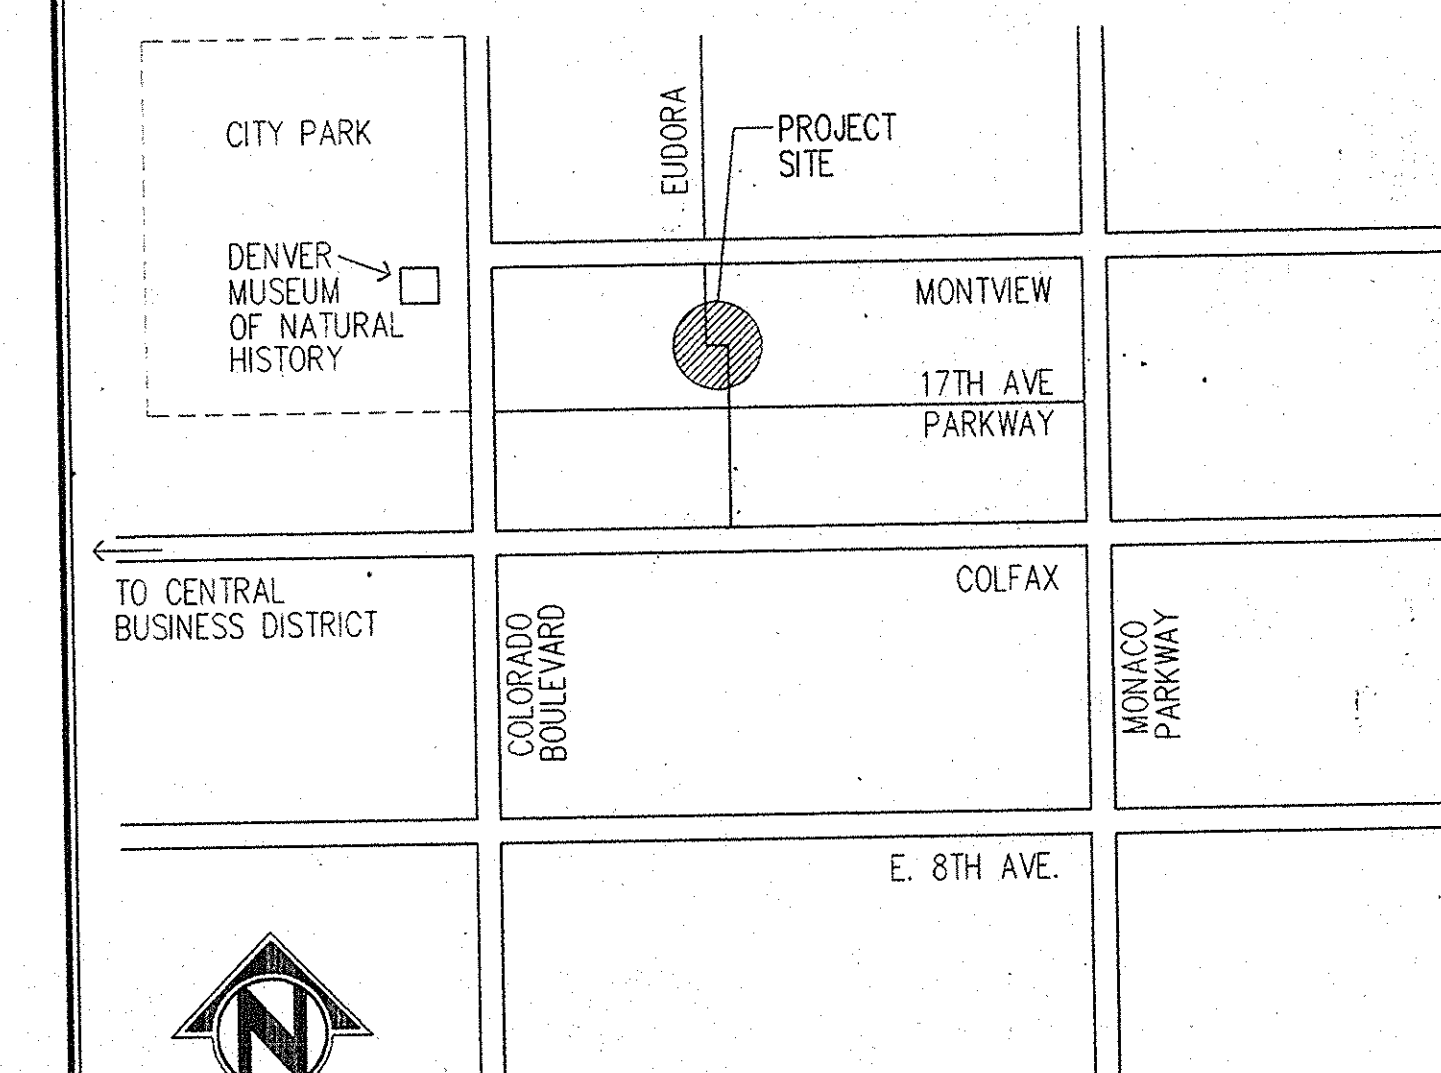 CITY PARK
EUDORA
PROJECT
SITE
DENVER
MUSEUM
OF NATURAL
HISTORY
MONTVIEW
17TH AVE
PARKWAY
TO CENTRAL
BUSINESS DISTRICT
COLFAX
COLORADO
BOULEVARD
MONACO
PARKWAY
E. 8TH AVE.
N